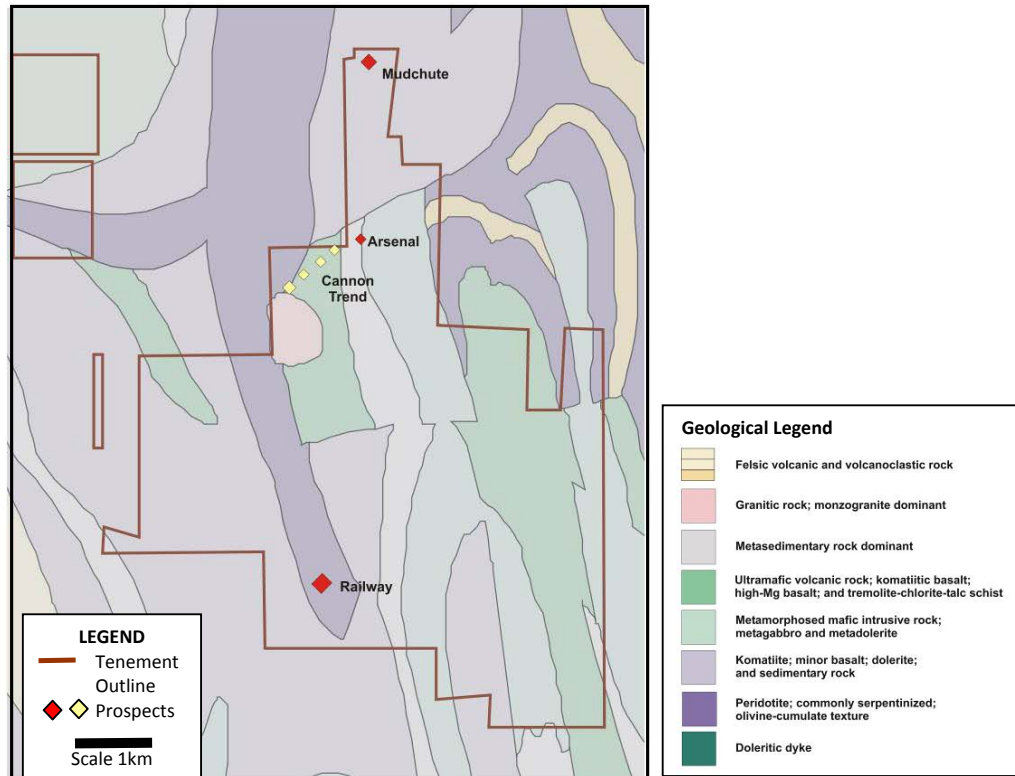 Mudchute
Arsenal
Cannon
Trend
Railway
LEGEND
Tenement
Outline
Prospects
Scale 1km
Geological Legend
Felsic volcanic and volcanoclastic rock
Granitic rock; monzogranite dominant
Metasedimentary rock dominant
Ultramafic volcanic rock; komatiitic basalt;
high-Mg basalt; and tremolite-chlorite-talc schist
Metamorphosed mafic intrusive rock;
metagabbro and metadolerite
Komatiite; minor basalt; dolerite;
and sedimentary rock
Peridotite; commonly serpentinized;
olivine-cumulate texture
Doleritic dyke